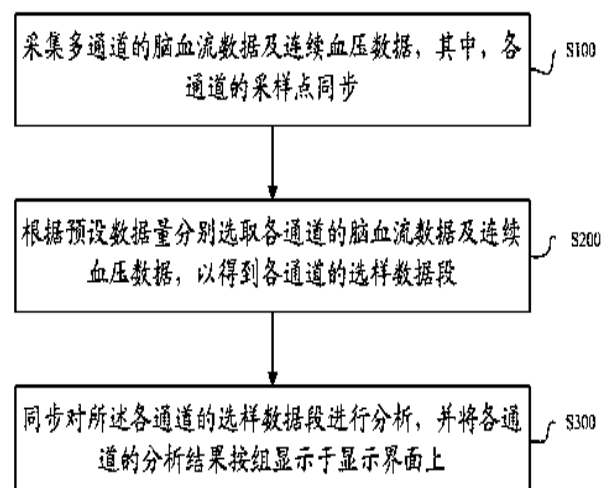 采集多通道的脑血流数据及连续血压数据，其中，各
通道的采样点同步
S100
根据预设数据量分别选取各通道的脑血流数据及连续
血压数据，以得到各通道的选样数据段
S200
同步对所述各通道的选样数据段进行分析，并将各通
道的分析结果按组显示于显示界面上
S300